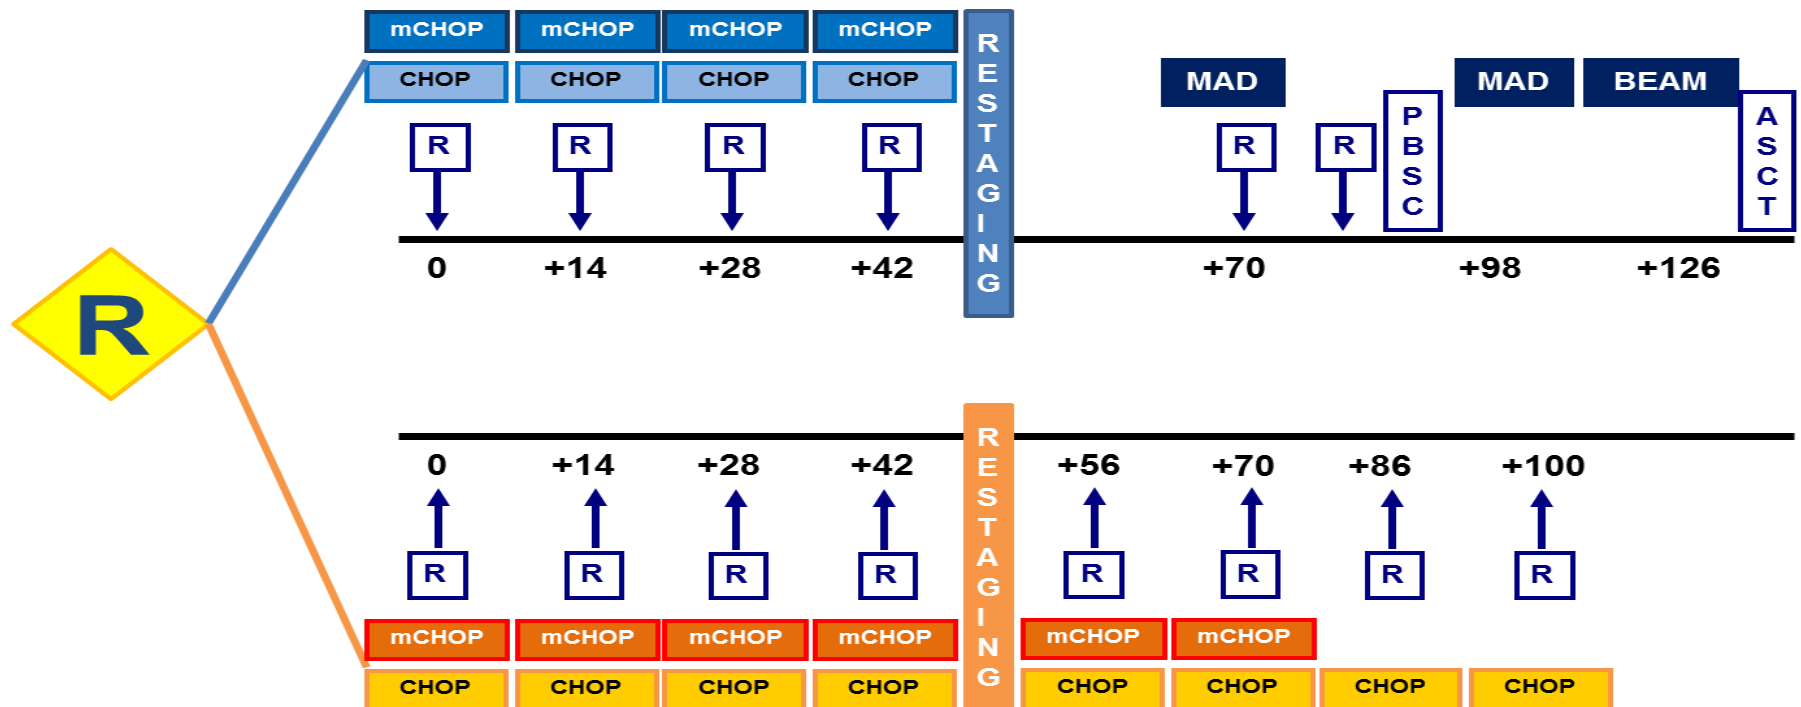 mCHOP mCHOP mCHOP mCHOP
CHOP CHOP CHOP CHOP
R R R R
RESTAGING
MAD MAD BEAM
R R
PBSC
ASCT
0 +14 +28 +42 +70 +98 +126
R
0 +14 +28 +42 +56 +70 +86 +100
RESTAGING
R R R R R R R R
mCHOP mCHOP mCHOP mCHOP mCHOP mCHOP
CHOP CHOP CHOP CHOP CHOP CHOP CHOP CHOP